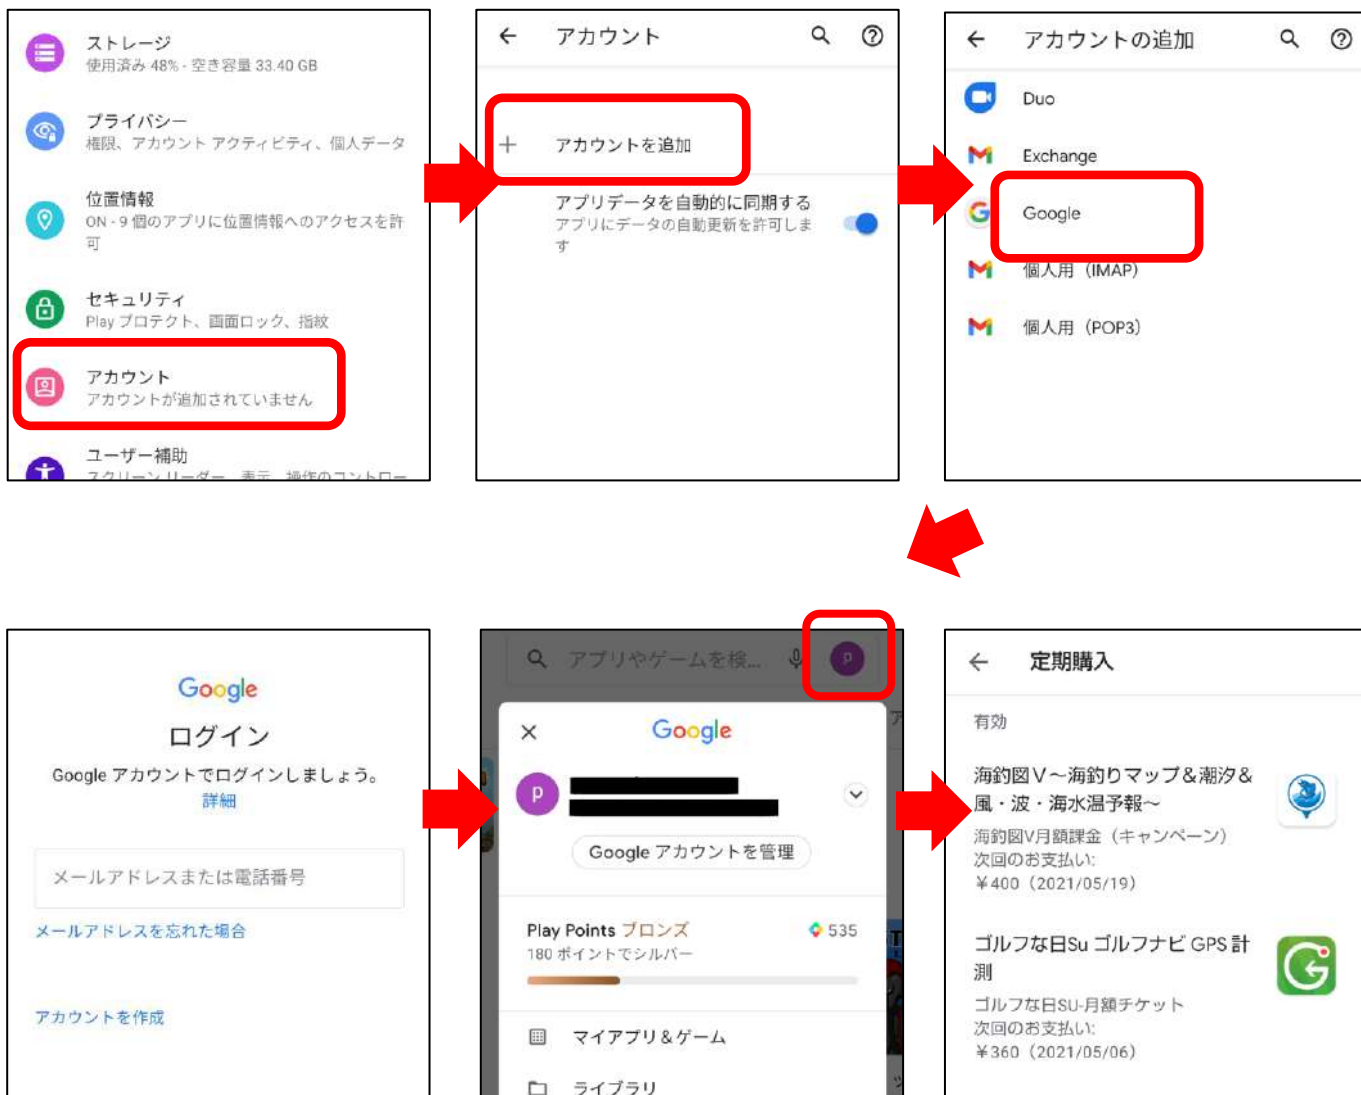 ストレージ
使用済み 48% - 空き容量 33.40 GB
プライバシー
権限、アカウント アクティビティ、個人データ
位置情報
ON - 9 個のアプリに位置情報へのアクセスを許
可
セキュリティ
Play プロテクト、画面ロック、指紋
アカウント
アカウントが追加されていません
ユーザー補助
スクリーン リーダー、表示、操作のコントロー
アカウント
アカウントを追加
アプリデータを自動的に同期する
アプリにデータの自動更新を許可しま
す
アカウントの追加
Duo
Exchange
Google
個人用（IMAP）
個人用（POP3）
Google
ログイン
Google アカウントでログインしましょう。
詳細
メールアドレスまたは電話番号
メールアドレスを忘れた場合
アカウントを作成
アプリやゲームを検...
P
Google
P
Google アカウントを管理
Play Points ブロンズ
535
180 ポイントでシルバー
マイアプリ＆ゲーム
ライブラリ
定期購入
有効
海釣図Ｖ～海釣りマップ＆潮汐＆
風・波・海水温予報～
海釣図V月額課金（キャンペーン）
次回のお支払い:
￥400（2021/05/19）
ゴルフな日Su ゴルフナビ GPS 計
測
ゴルフな日SU-月額チケット
次回のお支払い:
￥360（2021/05/06）